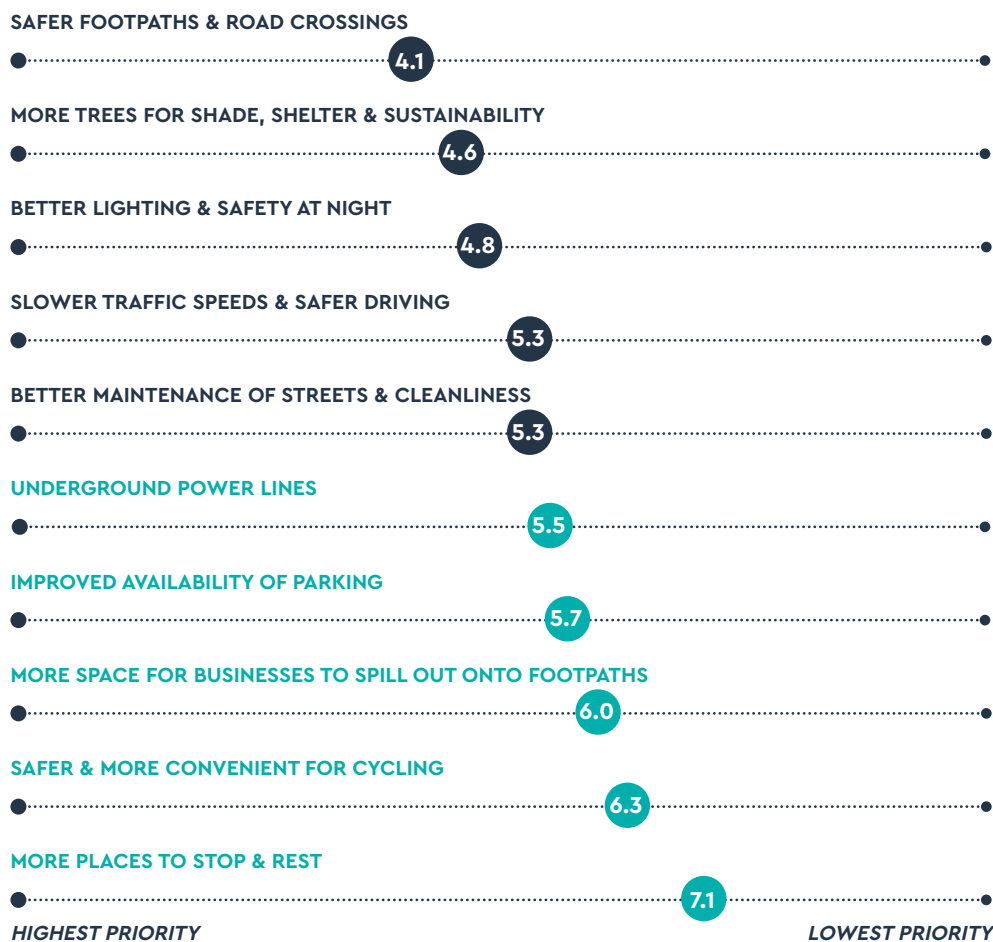 SAFER FOOTPATHS & ROAD CROSSINGS
4.1
MORE TREES FOR SHADE, SHELTER & SUSTAINABILITY
4.6
BETTER LIGHTING & SAFETY AT NIGHT
4.8
SLOWER TRAFFIC SPEEDS & SAFER DRIVING
5.3
BETTER MAINTENANCE OF STREETS & CLEANLINESS
5.3
UNDERGROUND POWER LINES
5.5
IMPROVED AVAILABILITY OF PARKING
5.7
MORE SPACE FOR BUSINESSES TO SPILL OUT ONTO FOOTPATHS
6.0
SAFER & MORE CONVENIENT FOR CYCLING
6.3
MORE PLACES TO STOP & REST
7.1
HIGHEST PRIORITY
LOWEST PRIORITY